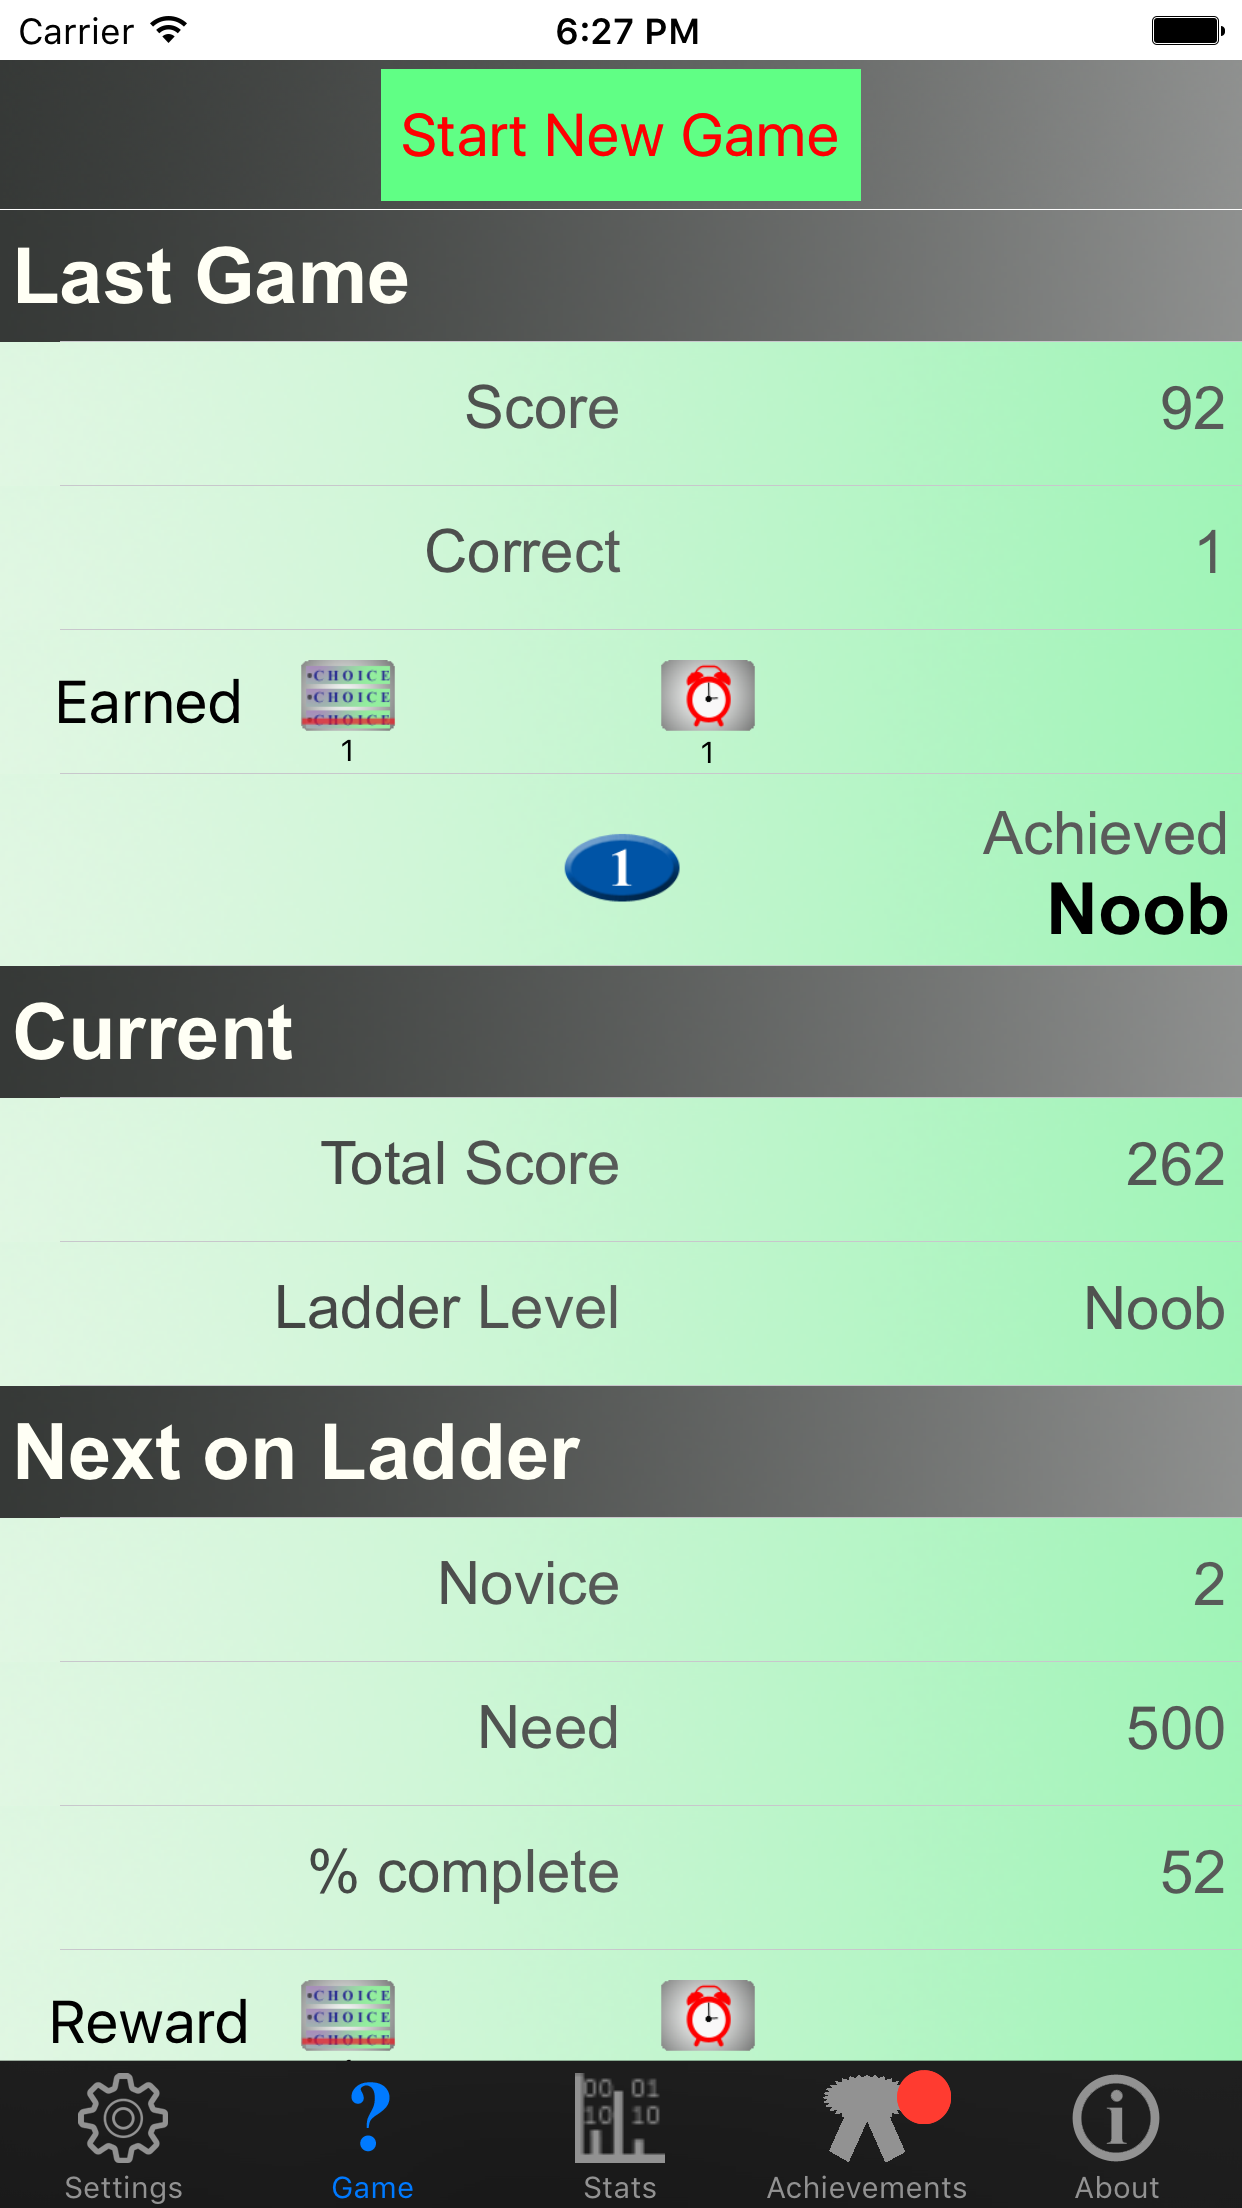 Carrier 6:27 PM
Start New Game
Last Game
Score 92
Correct 1
Earned
•CHOICE
•CHOICE
•CHOICE
1 1
1
Achieved
Noob
Current
Total Score 262
Ladder Level Noob
Next on Ladder
Novice 2
Need 500
% complete 52
Reward
•CHOICE
•CHOICE
•CHOICE
00 01
10 10
Settings Game Stats Achievements About